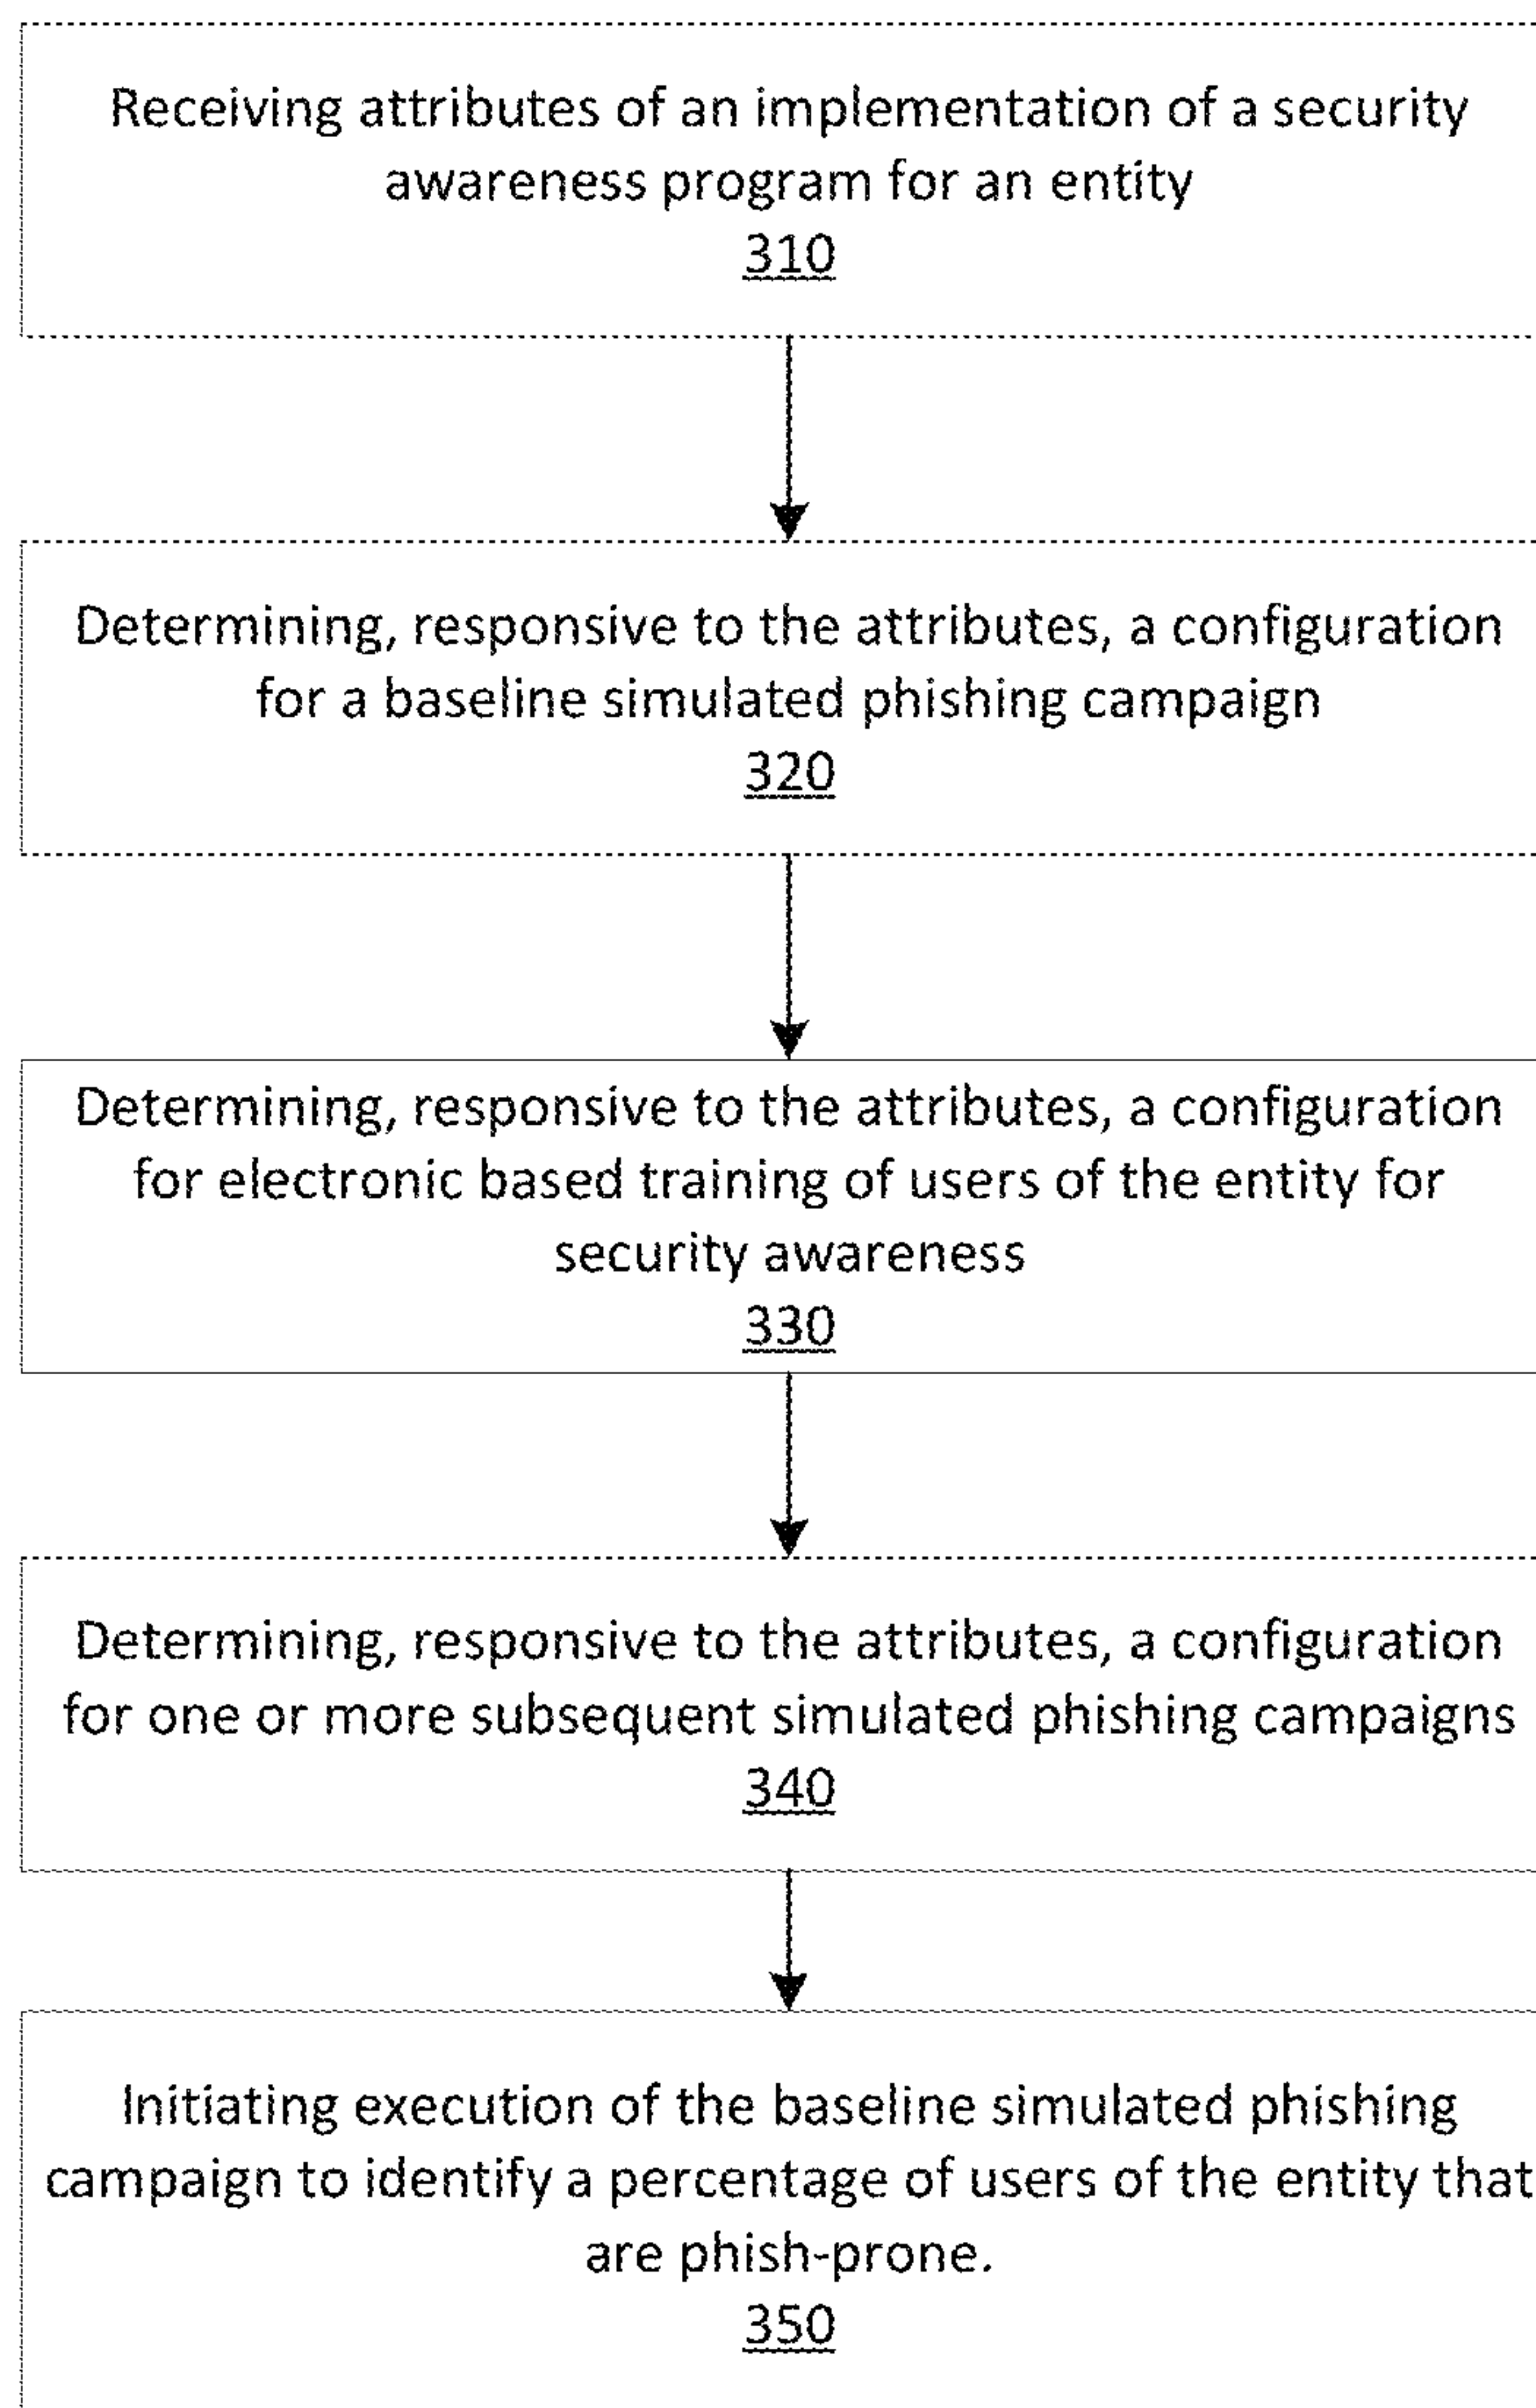 Receiving attributes of an implementation of a security
awareness program for an entity
310
Determining, responsive to the attributes, a configuration
for a baseline simulated phishing campaign
320
Determining, responsive to the attributes, a configuration
for electronic based training of users of the entity for
security awareness
330
Determining, responsive to the attributes, a configuration
for one or more subsequent simulated phishing campaigns
340
Initiating execution of the baseline simulated phishing
campaign to identify a percentage of users of the entity that
are phish-prone.
350